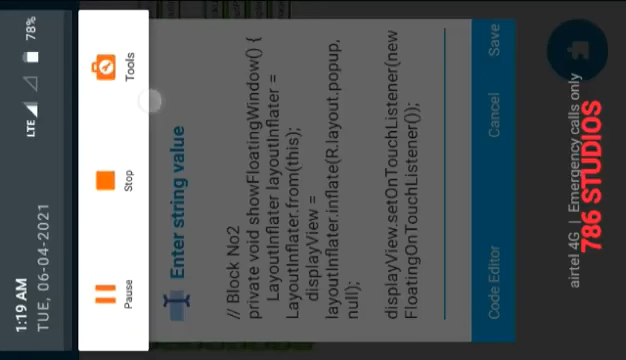 1:19 AM
TUE, 06-04-2021
LTE
78%
Pause
Stop
Tools
Enter string value
// Block No2
private void showFloatingWindow() {
LayoutInflater layoutInflater =
LayoutInflater.from(this);
displayView =
layoutInflater.inflate(R.layout.popup,
null);
displayView.setOnTouchListener(new
FloatingOnTouchListener());
Code Editor
Cancel
Save
airtel 4G | Emergency calls only
786 STUDIOS